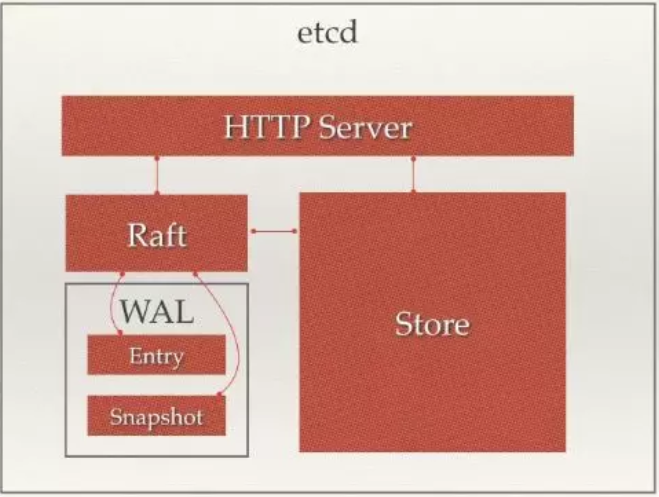 etcd
HTTP Server
Raft
Store
WAL
Entry
Snapshot